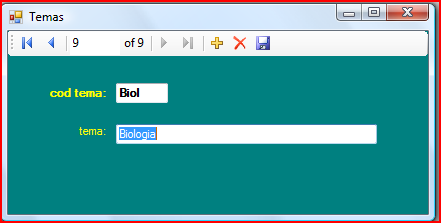 Temas
9 of 9
cod tema: Biol
tema: Biologia